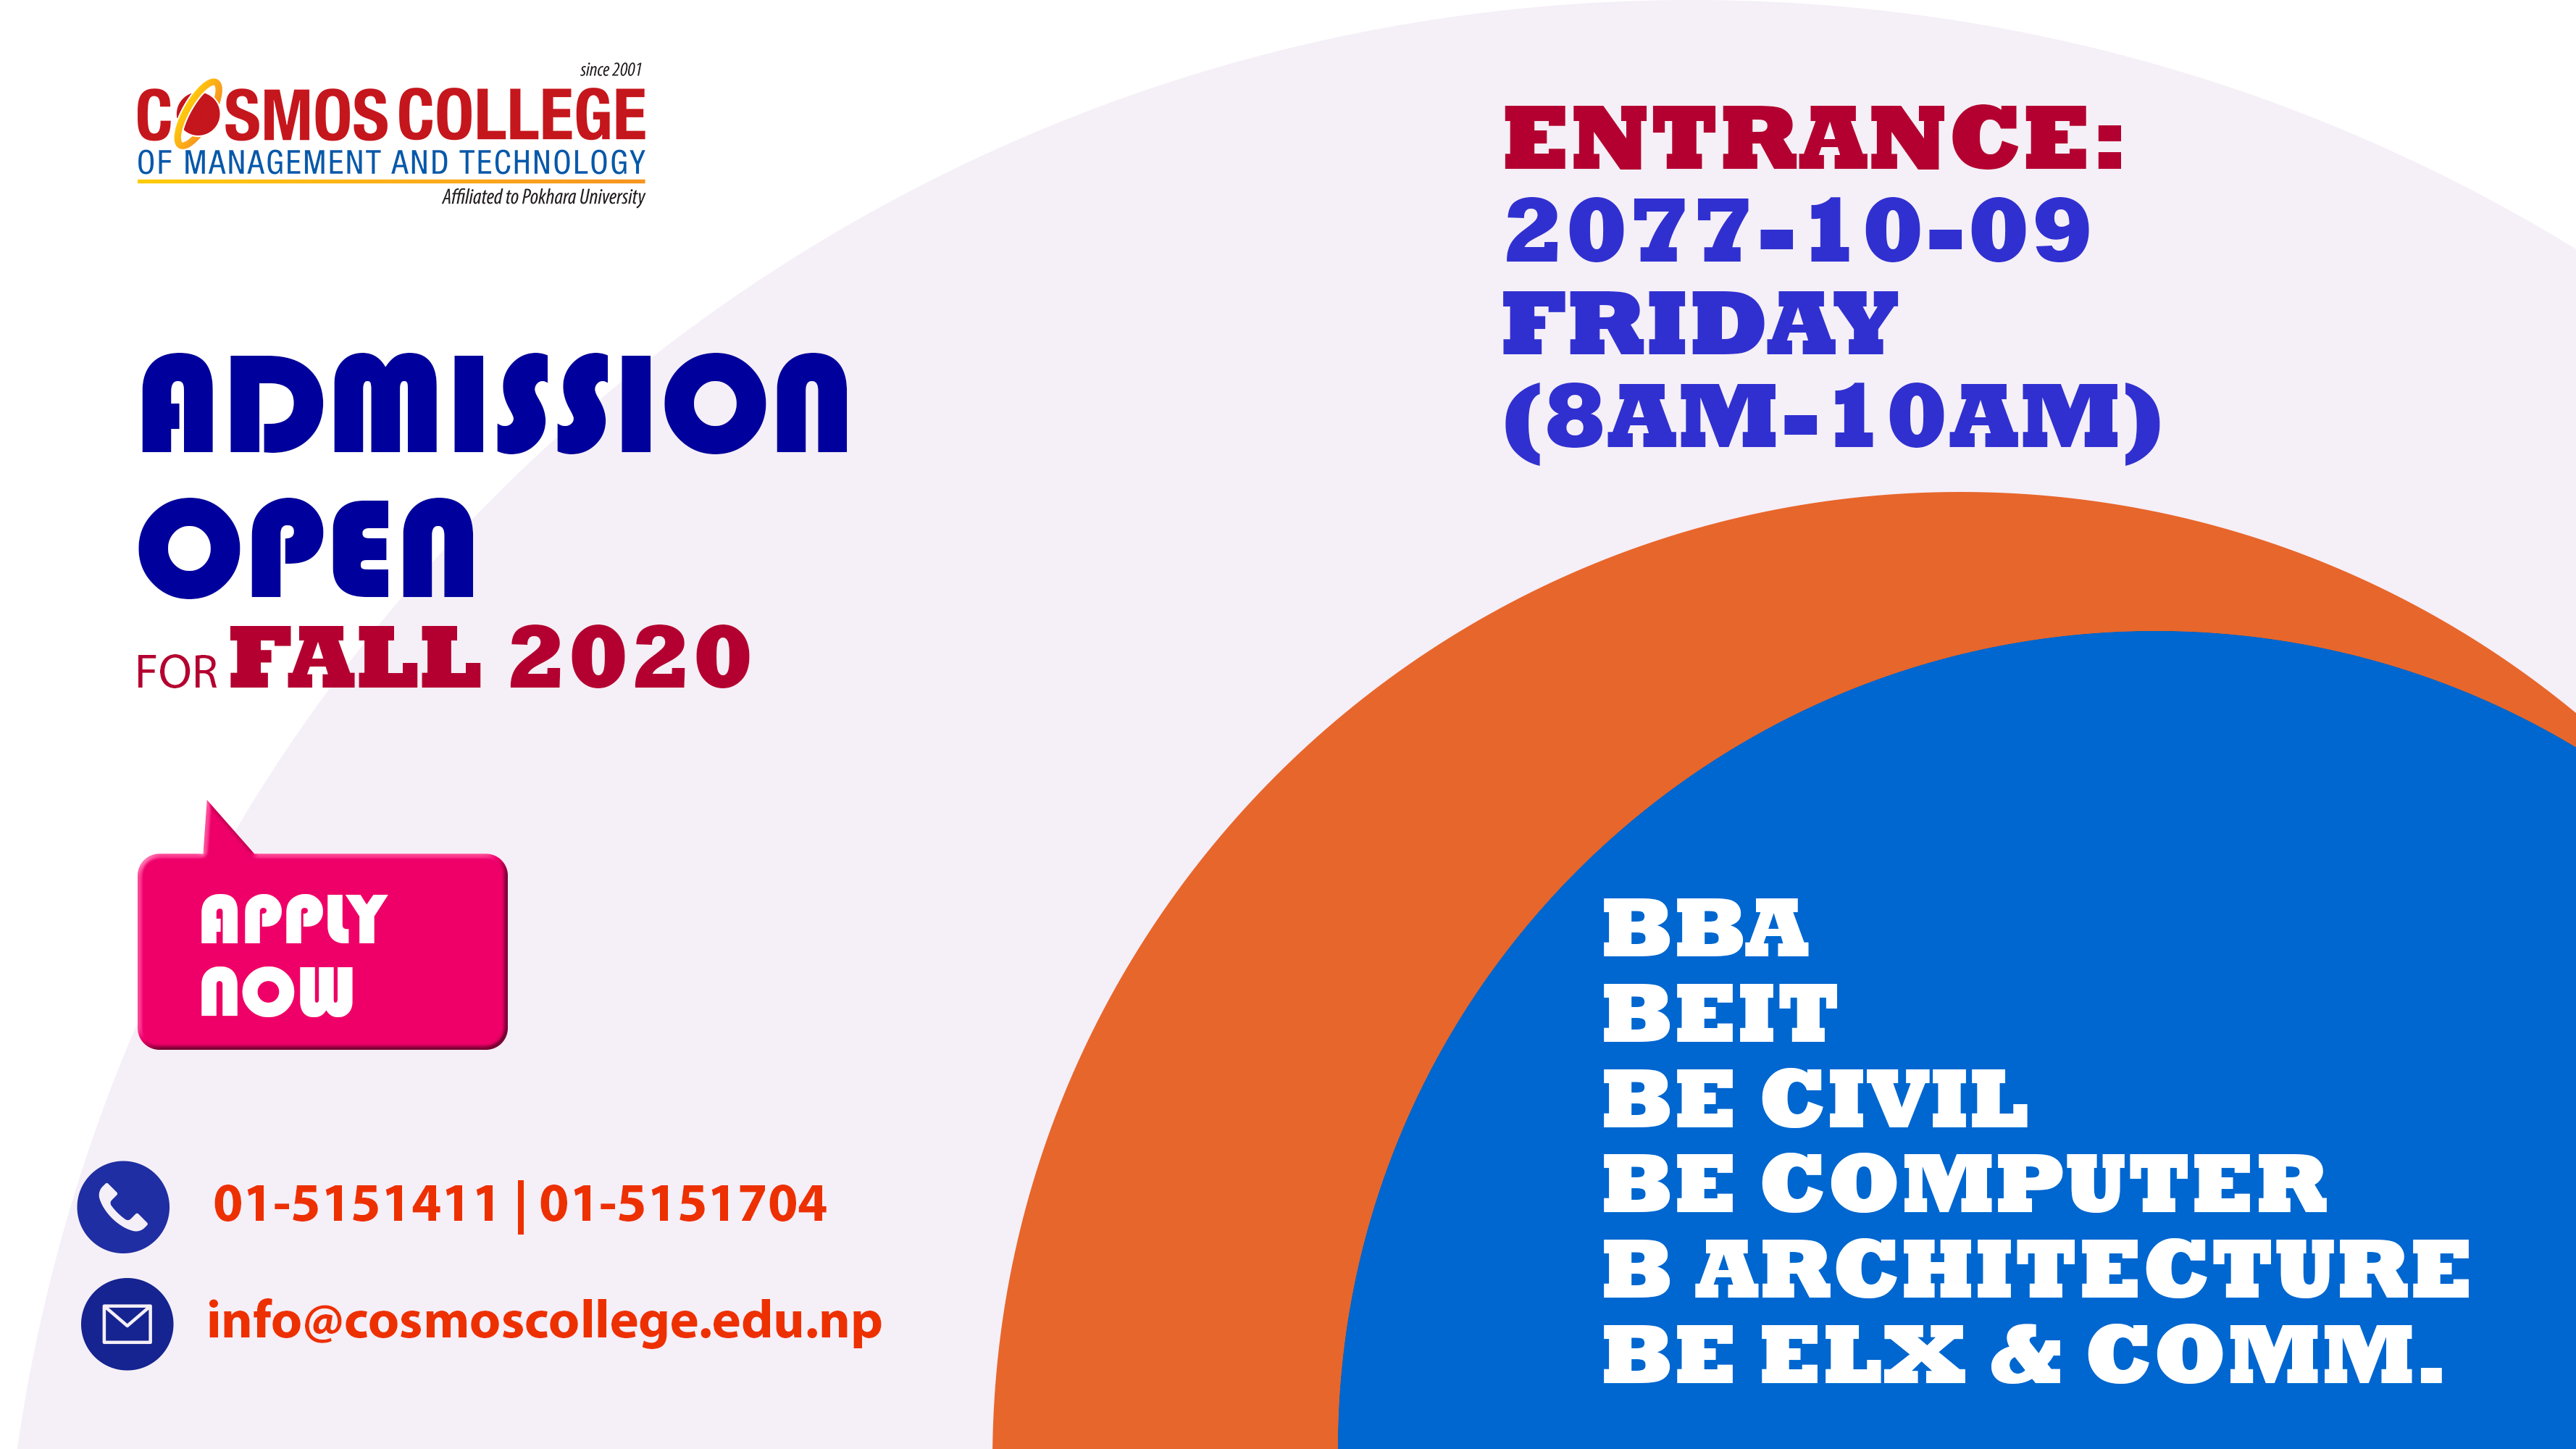 since 2001
COSMOS COLLEGE
OF MANAGEMENT AND TECHNOLOGY
Affiliated to Pokhara University
ADMISSION
OPEN
FOR FALL 2020
APPLY
NOW
01-5151411 | 01-5151704
info@cosmoscollege.edu.np
ENTRANCE:
2077-10-09
FRIDAY
(8AM-10AM)
BBA
BEIT
BE CIVIL
BE COMPUTER
B ARCHITECTURE
BE ELX & COMM.